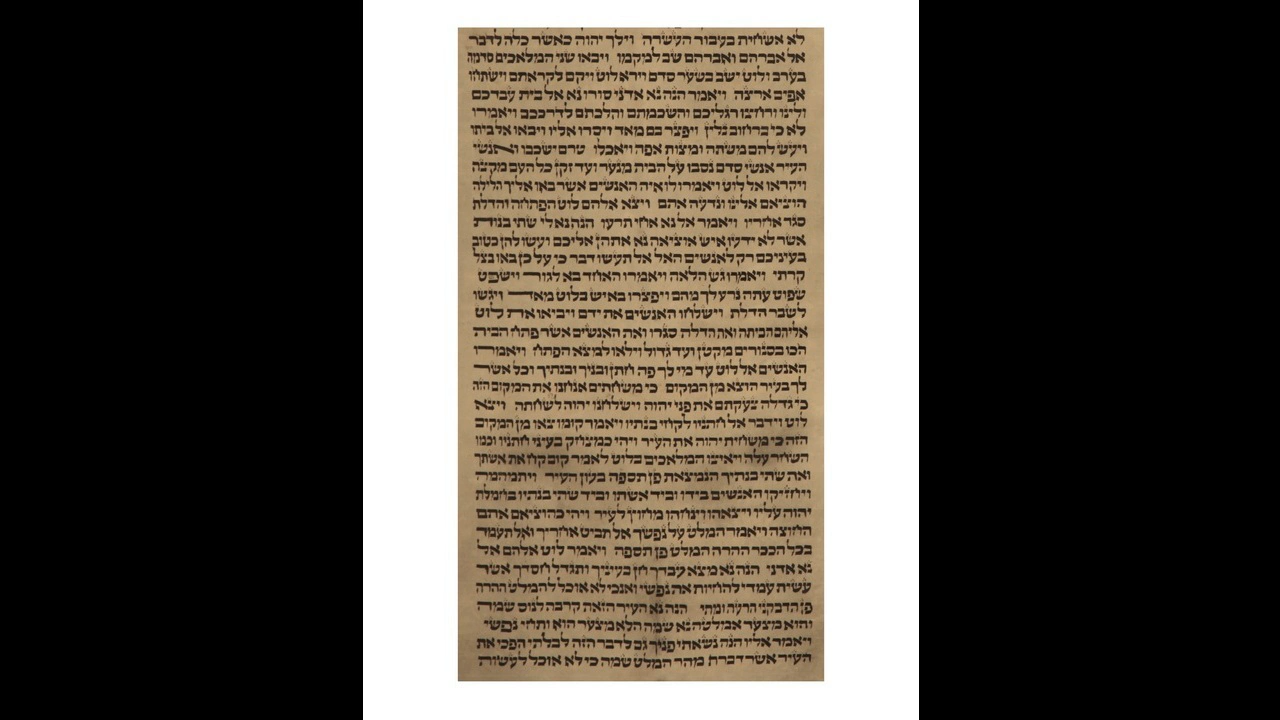 לא אשחית בעבור העשרה וילך יהוה כאשר כלה לדבר
אל אברהם ואברהם שב למקמו ויבאו שני המלאכים סדמה
בערב ולוט ישב בשער סדם וירא לוט ויקם לקראתם וישתחו
אפים ארצה ויאמר הנה נא אדני סורו נא אל בית עבדכם
ולינו ורחצו רגליכם והשכמתם והלכתם לדרככם ויאמרו
לא כי ברחוב נלין ויפצר בם מאד ויסרו אליו ויבאו אל ביתו
ויעש להם משתה ומצות אפה ויאכלו טרם ישכבו ואנשי
העיר אנשי סדם נסבו על הבית מנער ועד זקן כל העם מקצה
ויקראו אל לוט ויאמרו לו איה האנשים אשר באו אליך הלילה
הוציאם אלינו ונדעה אתם ויצא אלהם לוט הפתחה והדלת
סגר אחריו ויאמר אל נא אחי תרעו הנה נא לי שתי בנות
אשר לא ידעו איש אוציאה נא אתהן אליכם ועשו להן כטוב
בעיניכם רק לאנשים האל אל תעשו דבר כי על כן באו בצל
קרתי ויאמרו גש הלאה ויאמרו האחד בא לגור וישפט
שפוט עתה נרע לך מהם ויפצרו באיש בלוט מאד ויגשו
לשבר הדלת וישלחו האנשים את ידם ויביאו את לוט
אליהם הביתה ואת הדלת סגרו ואת האנשים אשר פתח הבית
הכו בסנורים מקטן ועד גדול וילאו למצא הפתח ויאמרו
האנשים אל לוט עד מי לך פה חתן ובניך ובנתיך וכל אשר
לך בעיר הוצא מן המקום כי משחתים אנחנו את המקום הזה
כי גדלה צעקתם את פני יהוה וישלחנו יהוה לשחתה ויצא
לוט וידבר אל חתניו לקחי בנתיו ויאמר קומו צאו מן המקום
הזה כי משחית יהוה את העיר ויהי כמצחק בעיני חתניו וכמו
השחר עלה ויאיצו המלאכים בלוט לאמר קום קח את אשתך
ואת שתי בנתיך הנמצאת פן תספה בעון העיר ויתמהמה
ויחזיקו האנשים בידו וביד אשתו וביד שתי בנתיו בחמלת
יהוה עליו ויצאהו וינחהו מחוץ לעיר ויהי כהוציאם אתם
החוצה ויאמר המלט על נפשך אל תביט אחריך ואל תעמד
בכל הככר ההרה המלט פן תספה ויאמר לוט אלהם אל
נא אדני הנה נא מצא עבדך חן בעיניך ותגדל חסדך אשר
עשית עמדי להחיות את נפשי ואנכי לא אוכל להמלט ההרה
פן תדבקני הרעה ומתי הנה נא העיר הזאת קרבה לנוס שמה
והוא מצער אמלטה נא שמה הלא מצער הוא ותחי נפשי
ויאמר אליו הנה נשאתי פניך גם לדבר הזה לבלתי הפכי את
העיר אשר דברת מהר המלט שמה כי לא אוכל לעשות